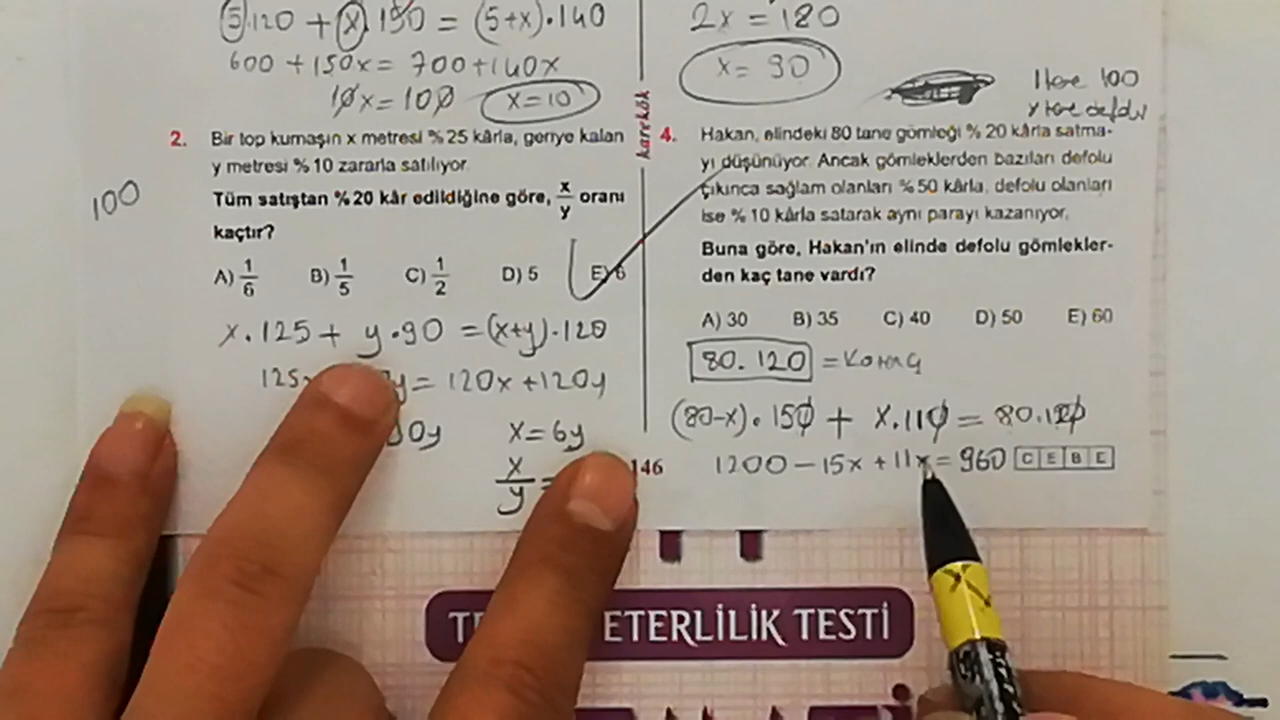 5.120 + x.150 = (5+x).140
600 + 150x = 700+140x
10x = 100 x=10
2. Bir top kumaşın x metresi % 25 kârla, geriye kalan
y metresi % 10 zararla satılıyor.
100
Tüm satıştan % 20 kâr edildiğine göre, x/y oranı
kaçtır?
A) 1/6 B) 1/5 C) 1/2 D) 5 E) 6
x.125 + y.90 = (x+y).120
125x y = 120x + 120y
30y x = 6y
x/y =
karekök
2x = 180
x = 90
1 tane 100
x tane defolu
4. Hakan, elindeki 80 tane gömleği % 20 kârla satma-
yı düşünüyor. Ancak gömleklerden bazıları defolu
çıkınca sağlam olanları % 50 kârla, defolu olanları
ise % 10 kârla satarak aynı parayı kazanıyor.
Buna göre, Hakan'ın elinde defolu gömlekler-
den kaç tane vardı?
A) 30 B) 35 C) 40 D) 50 E) 60
80.120 =
(80-x).150 + x.110 = 80.120
1200 - 15x + 11x = 960 C E B E
146
ETERLİLİK TESTİ